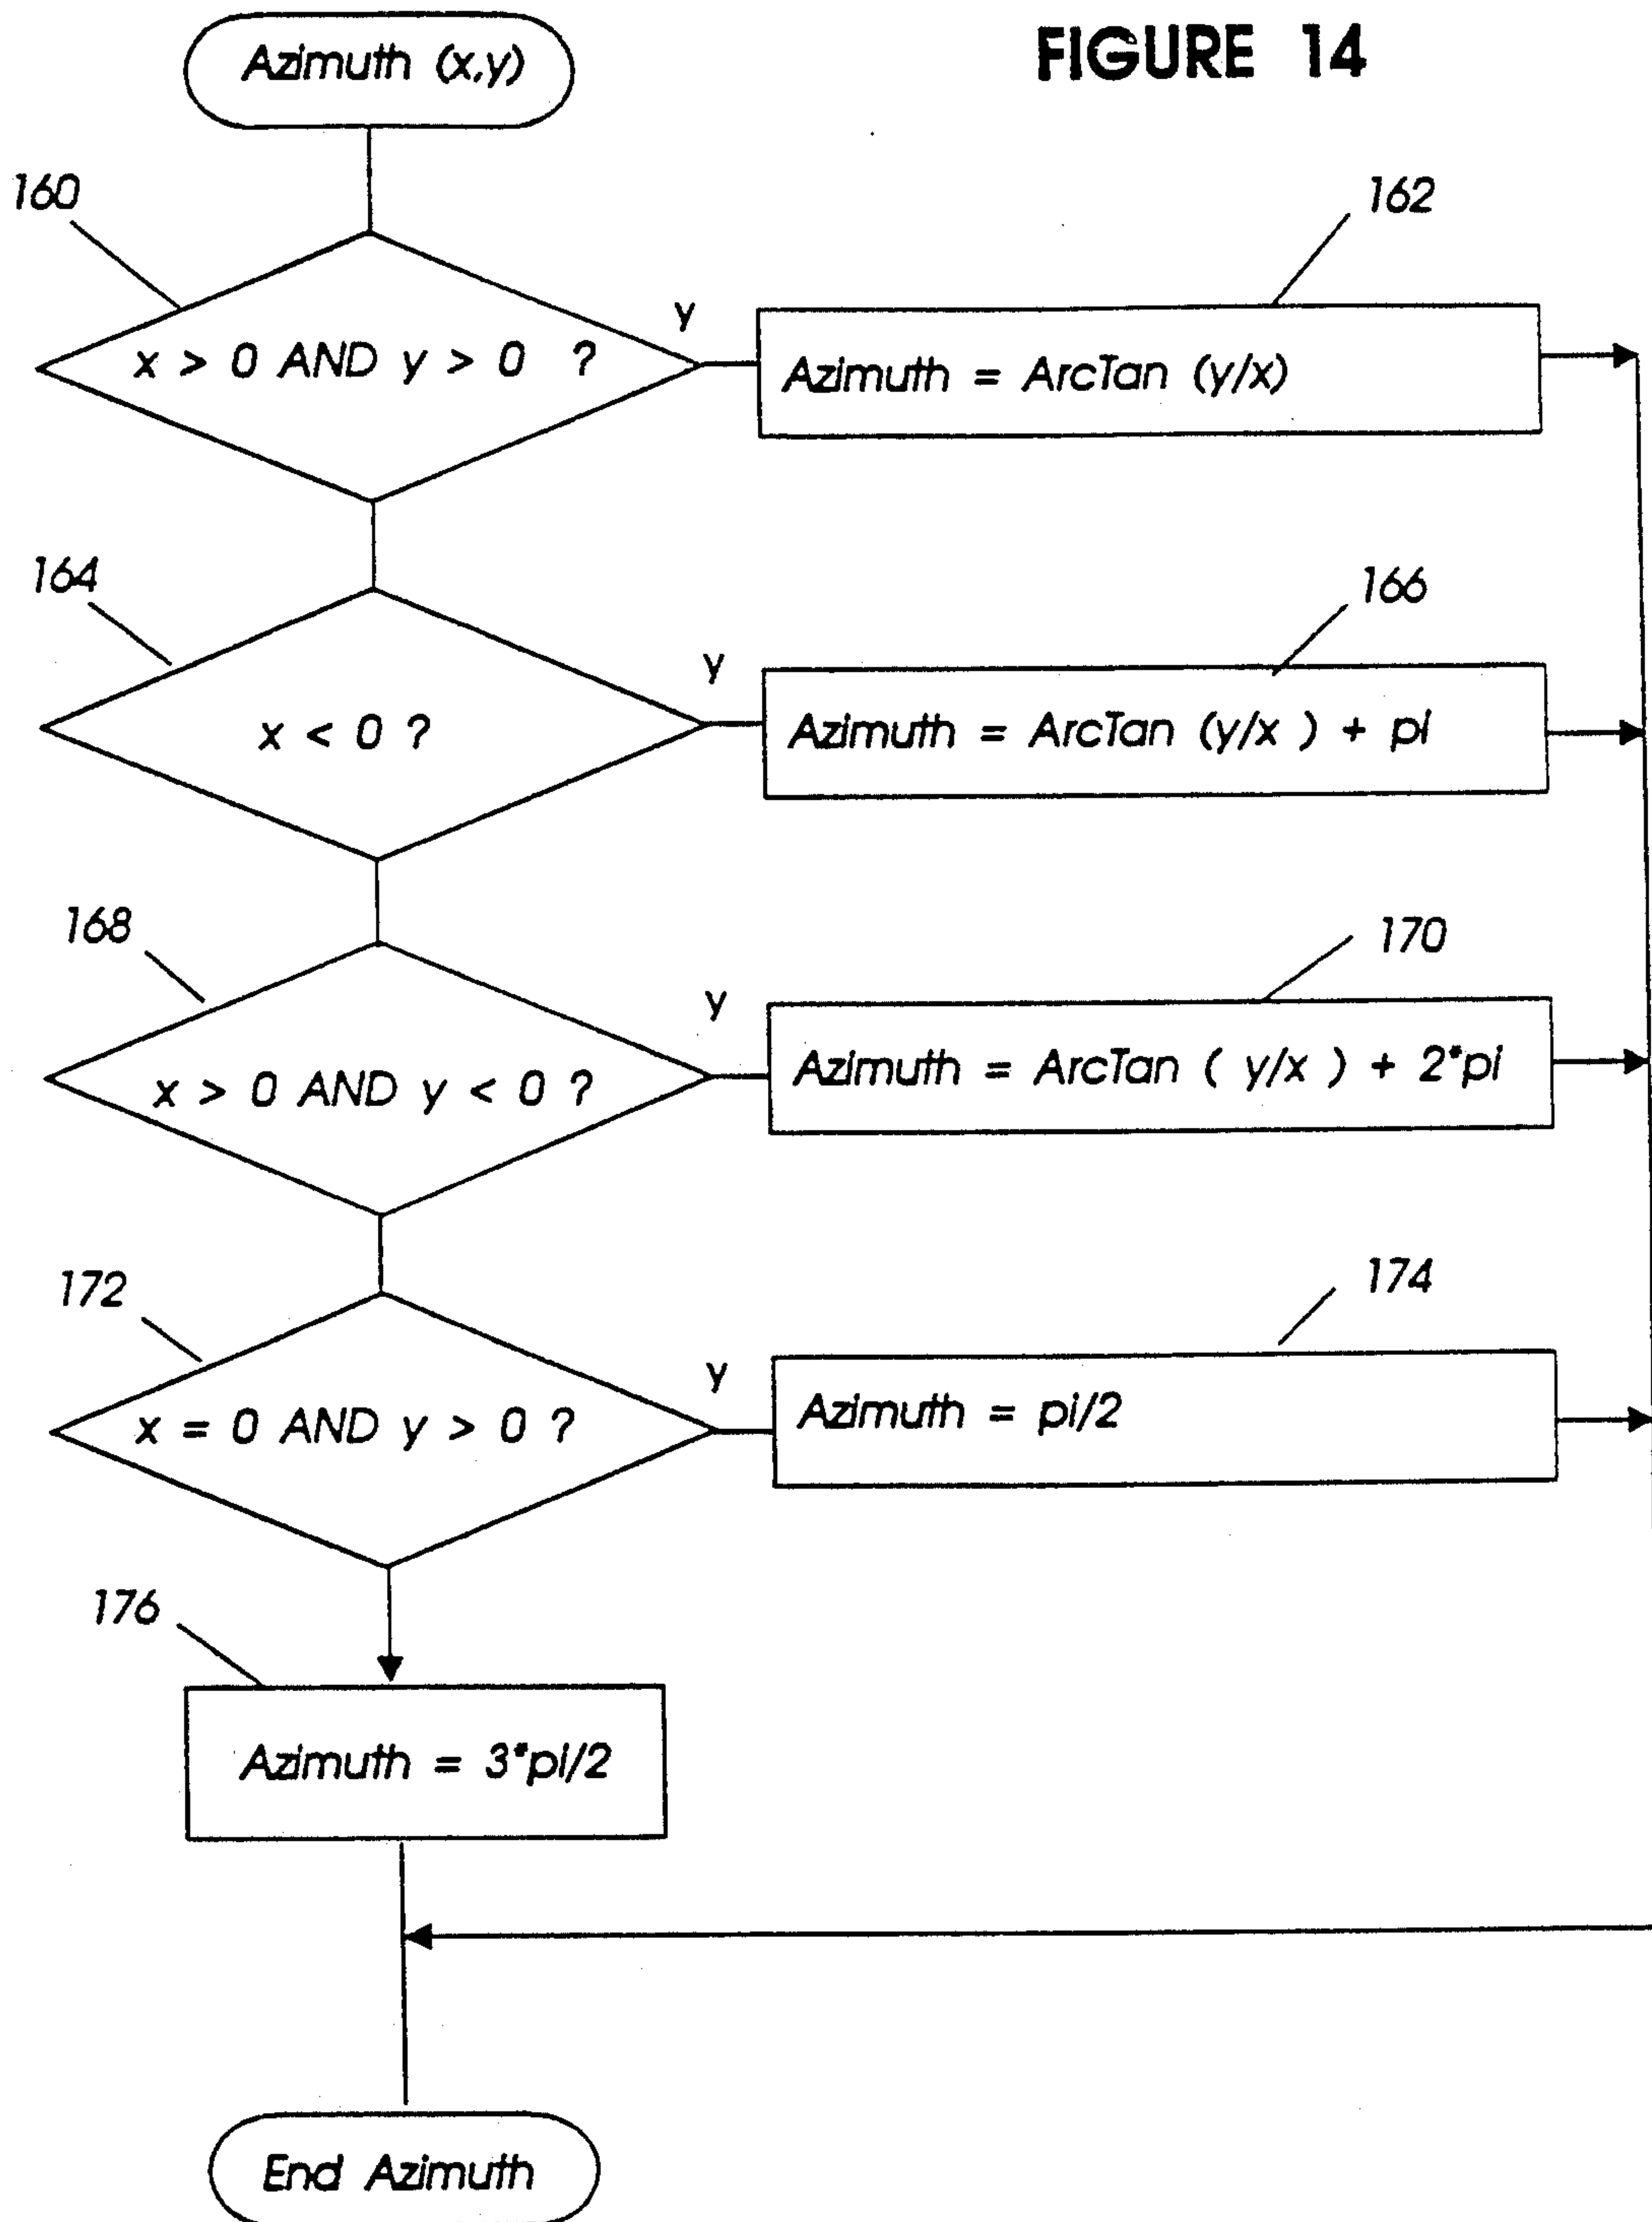 Azimuth (x,y)
FIGURE 14
160
162
x > 0 AND y > 0 ?
y
Azimuth = ArcTan (y/x)
164
166
x < 0 ?
y
Azimuth = ArcTan (y/x ) + pi
168
170
x > 0 AND y < 0 ?
y
Azimuth = ArcTan ( y/x ) + 2*pi
172
174
x = 0 AND y > 0 ?
y
Azimuth = pi/2
176
Azimuth = 3*pi/2
End Azimuth